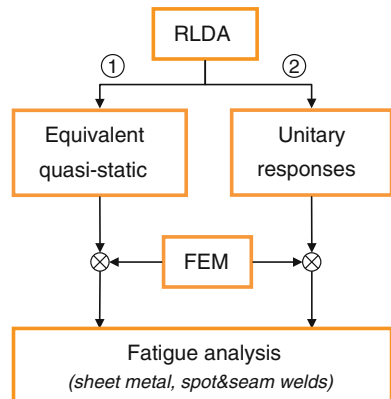 RLDA
① ②
Equivalent
quasi-static
Unitary
responses
FEM
Fatigue analysis
(sheet metal, spot&seam welds)